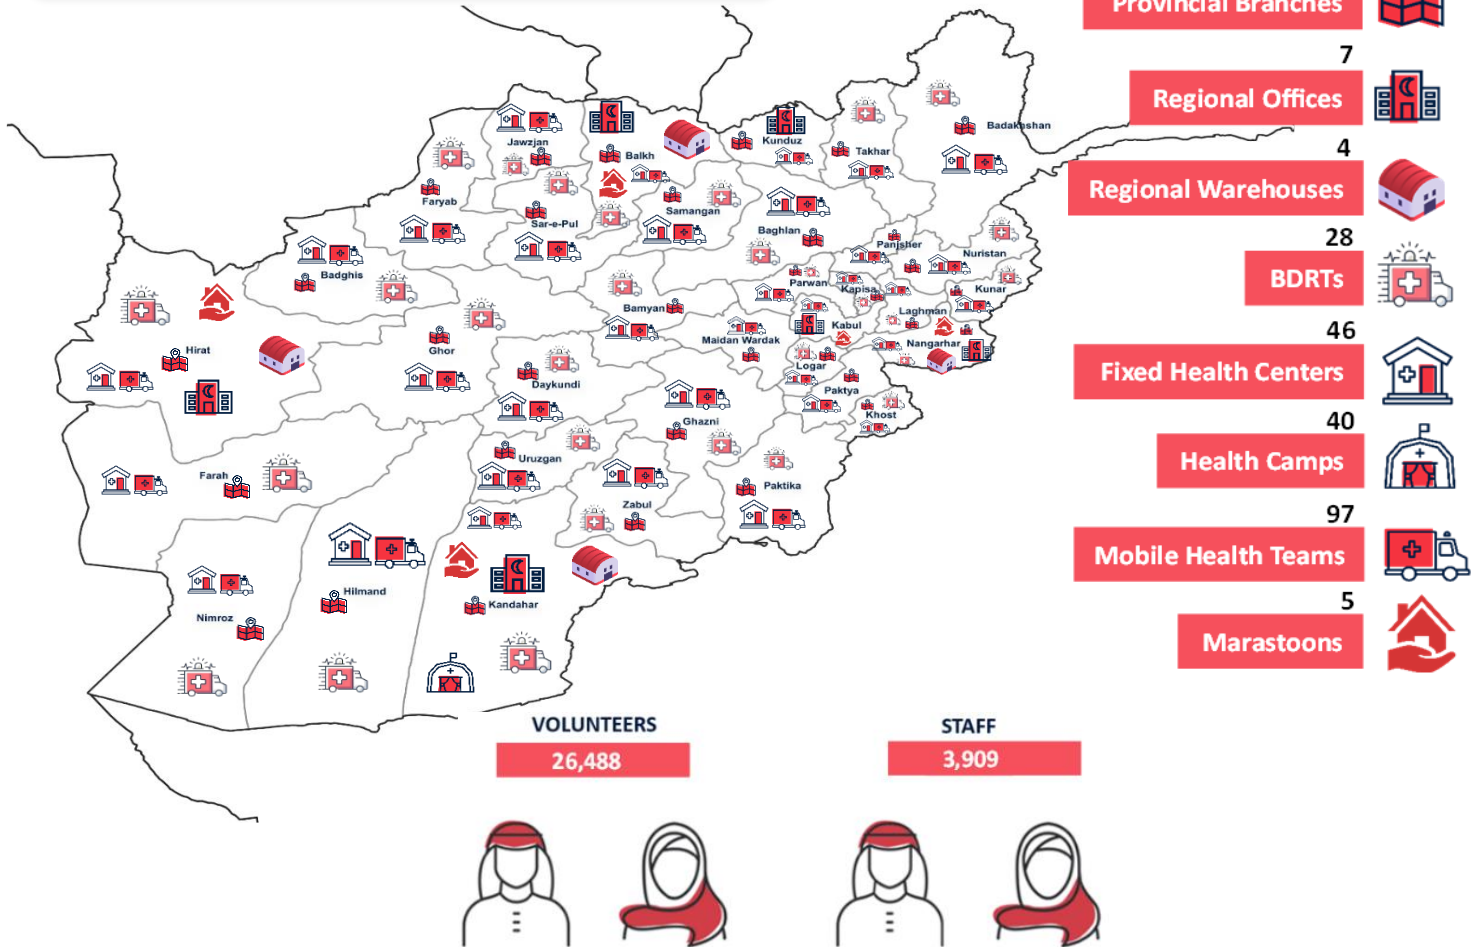 Provincial Branches
7
Regional Offices
4
Regional Warehouses
28
BDRTs
46
Fixed Health Centers
40
Health Camps
97
Mobile Health Teams
5
Marastoons
Badakhshan
Jawzjan
Balkh
Kunduz
Takhar
Faryab
Samangan
Sar-e-Pul
Baghlan
Panjsher
Nuristan
Badghis
Parwan
Kapisa
Kunar
Bamyan
Laghman
Kabul
Maidan Wardak
Nangarhar
Hirat
Ghor
Logar
Daykundi
Paktya
Khost
Ghazni
Uruzgan
Farah
Paktika
Zabul
Hilmand
Kandahar
Nimroz
VOLUNTEERS
26,488
STAFF
3,909